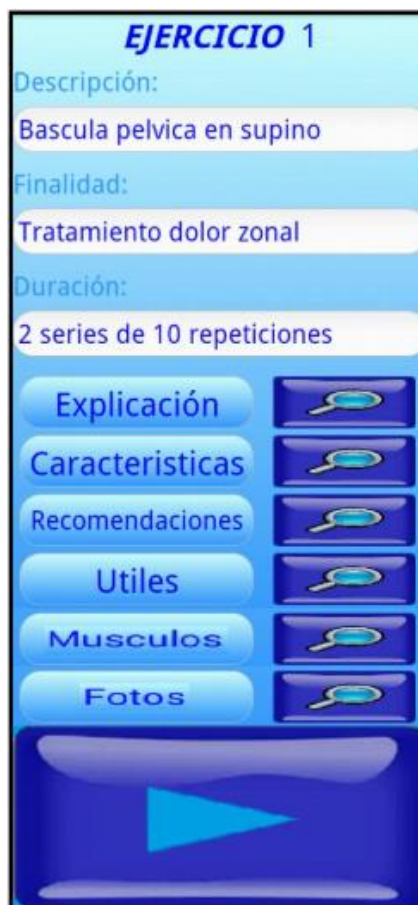 EJERCICIO 1
Descripción:
Bascula pelvica en supino
Finalidad:
Tratamiento dolor zonal
Duración:
2 series de 10 repeticiones
Explicación
Caracteristicas
Recomendaciones
Utiles
Musculos
Fotos